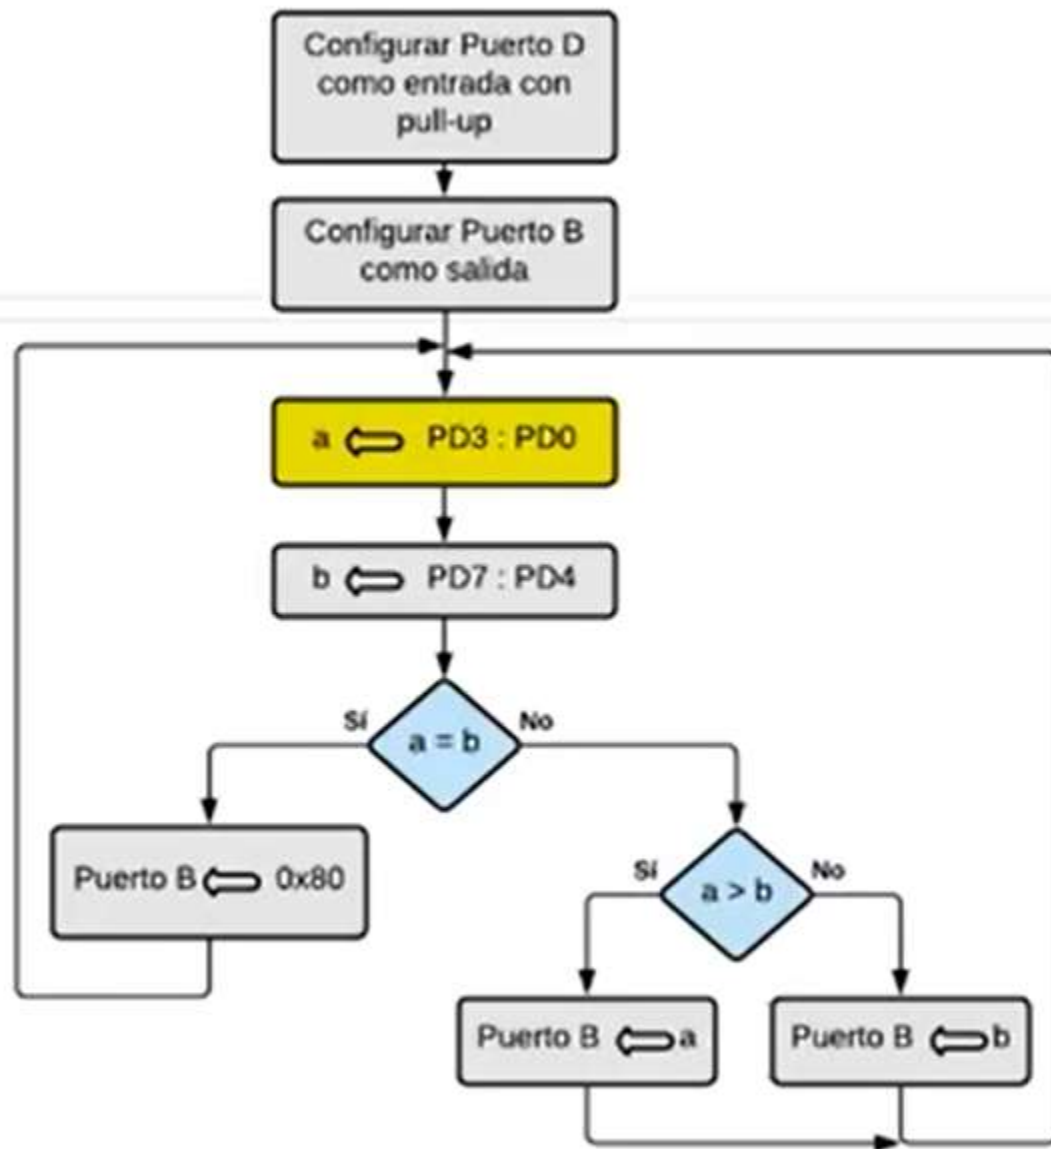 Configurar Puerto D
como entrada con
pull-up
Configurar Puerto B
como salida
a PD3 : PD0
b PD7 : PD4
a = b
Sí
No
Puerto B 0x80
a > b
Sí
No
Puerto B a
Puerto B b